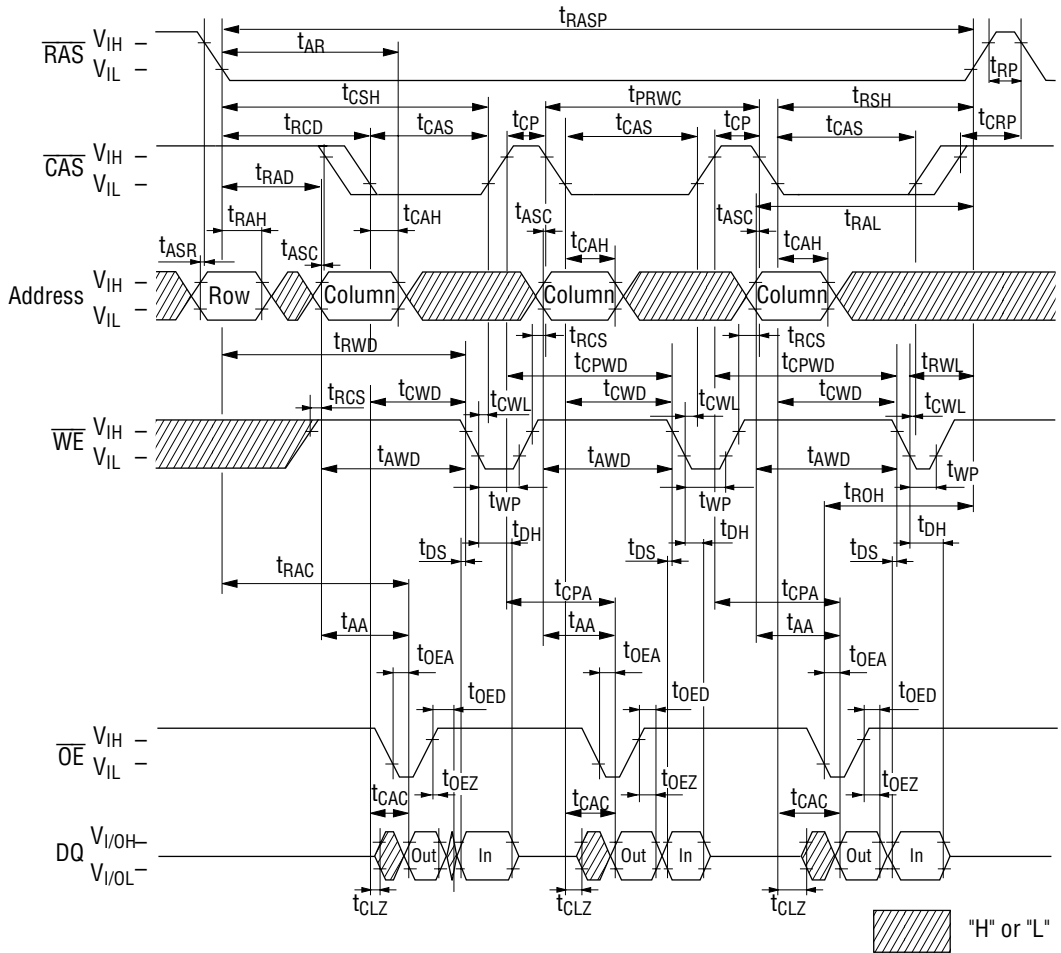 tRASP
RAS VIH – VIL –
tAR
tRP
tCSH
tPRWC
tRSH
tRCD tCAS tCP tCAS tCP tCAS tCRP
CAS VIH – VIL –
tRAD
tRAH tCAH tASC tASC tRAL
tASR tASC tCAH tCAH
Address VIH – VIL –
Row Column Column Column
tRCS tRCS
tRWD tCPWD tCPWD tRWL
tRCS tCWD tCWL tCWD tCWL tCWD tCWL
WE VIH – VIL –
tAWD tAWD tAWD
tWP tWP tWP
tROH
tDH tDH tDH
tDS tDS tDS
tRAC
tCPA tCPA
tAA tAA tAA
tOEA tOEA tOEA
tOED tOED tOED
OE VIH – VIL –
tOEZ tOEZ tOEZ
tCAC tCAC tCAC
DQ VI/OH – VI/OL –
Out In Out In Out In
tCLZ tCLZ tCLZ
"H" or "L"